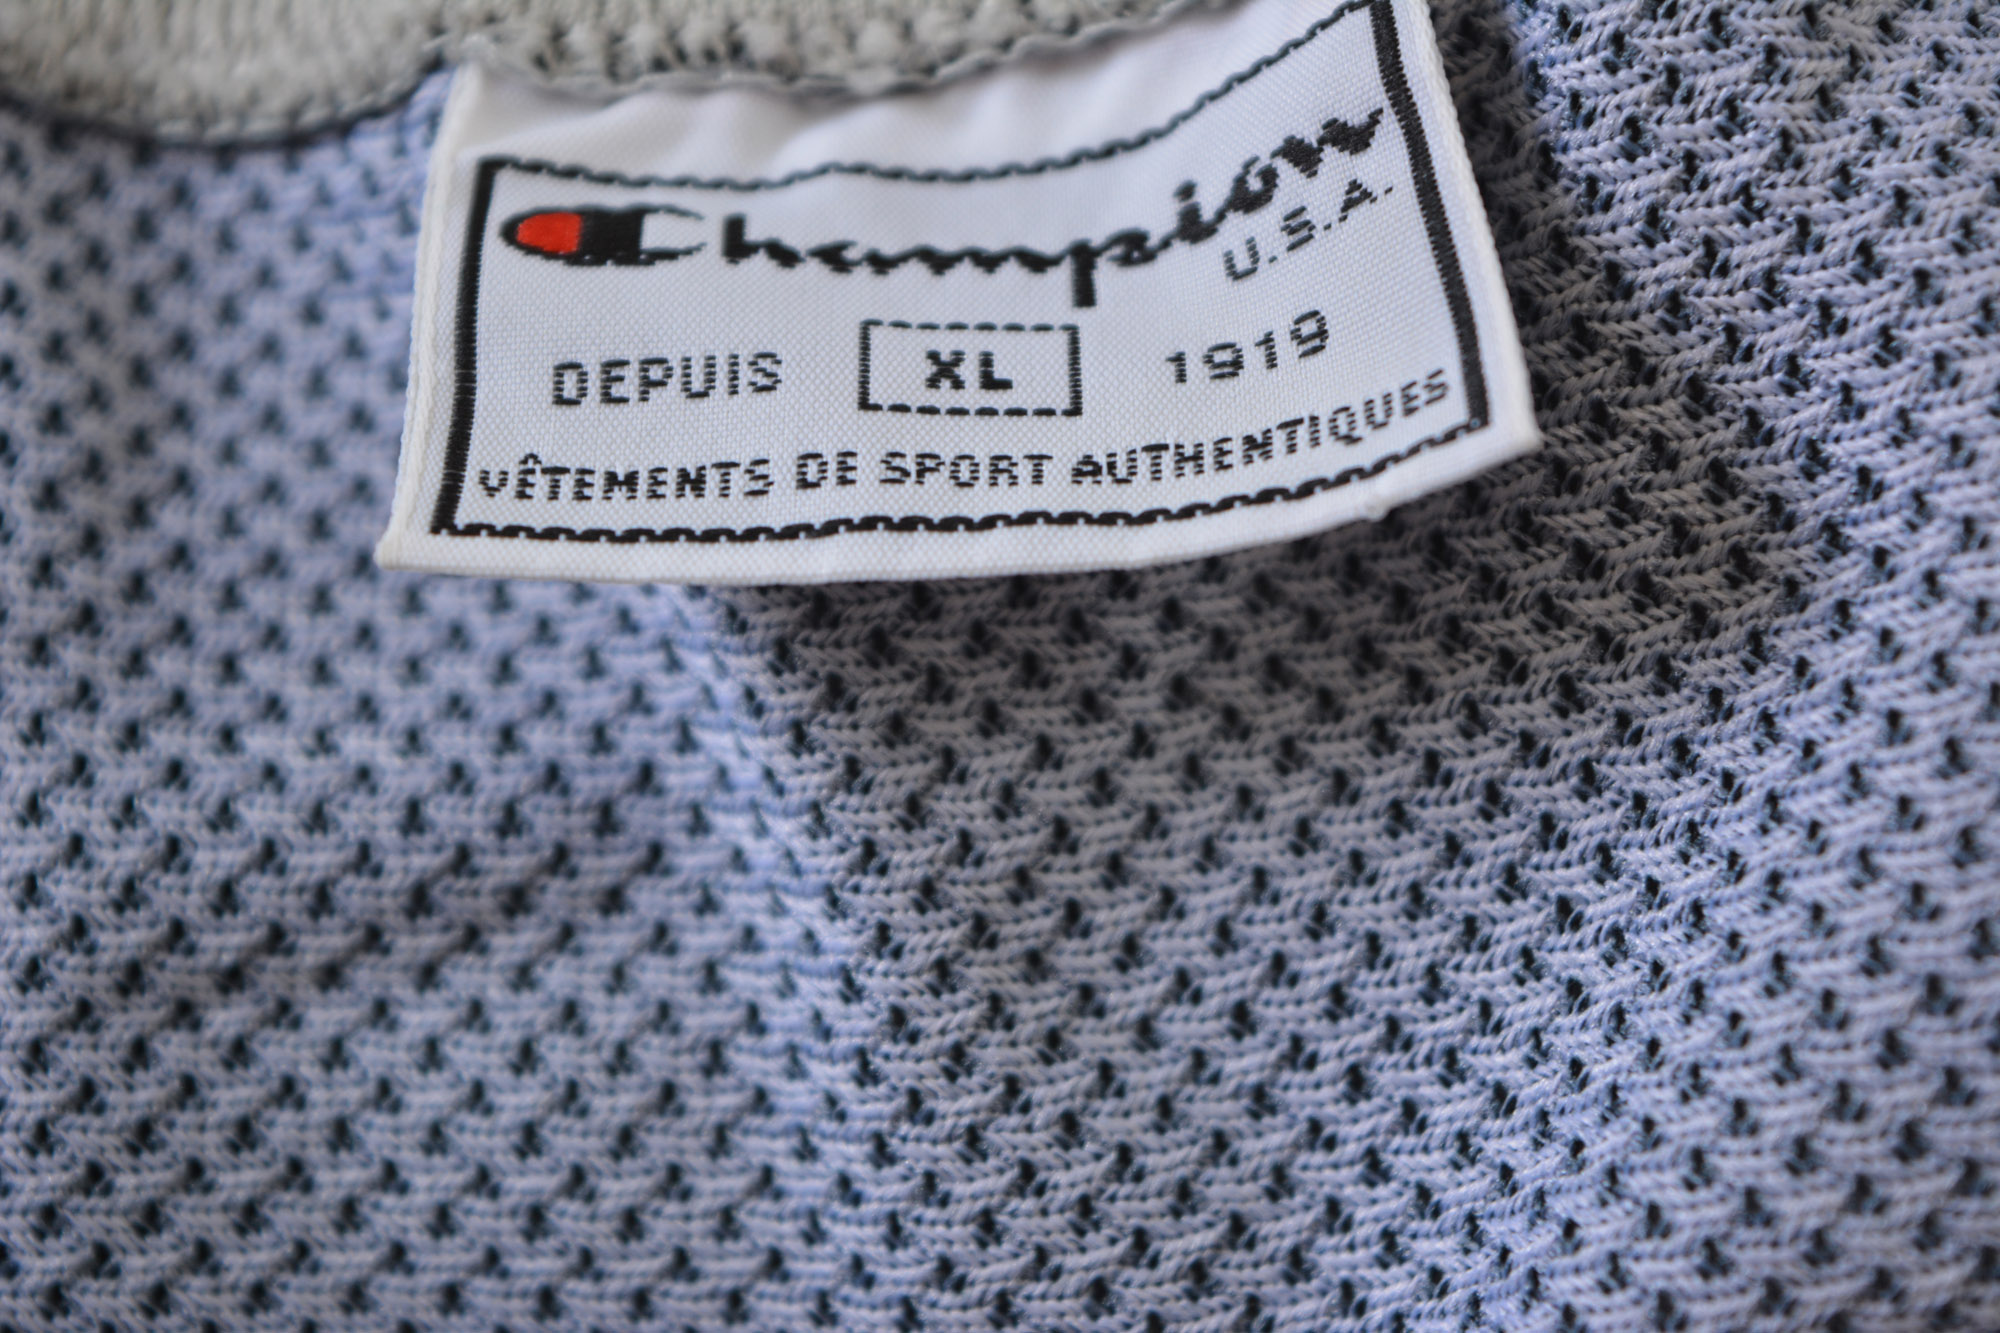 Champion
U.S.A.
DEPUIS XL 1919
VÊTEMENTS DE SPORT AUTHENTIQUES